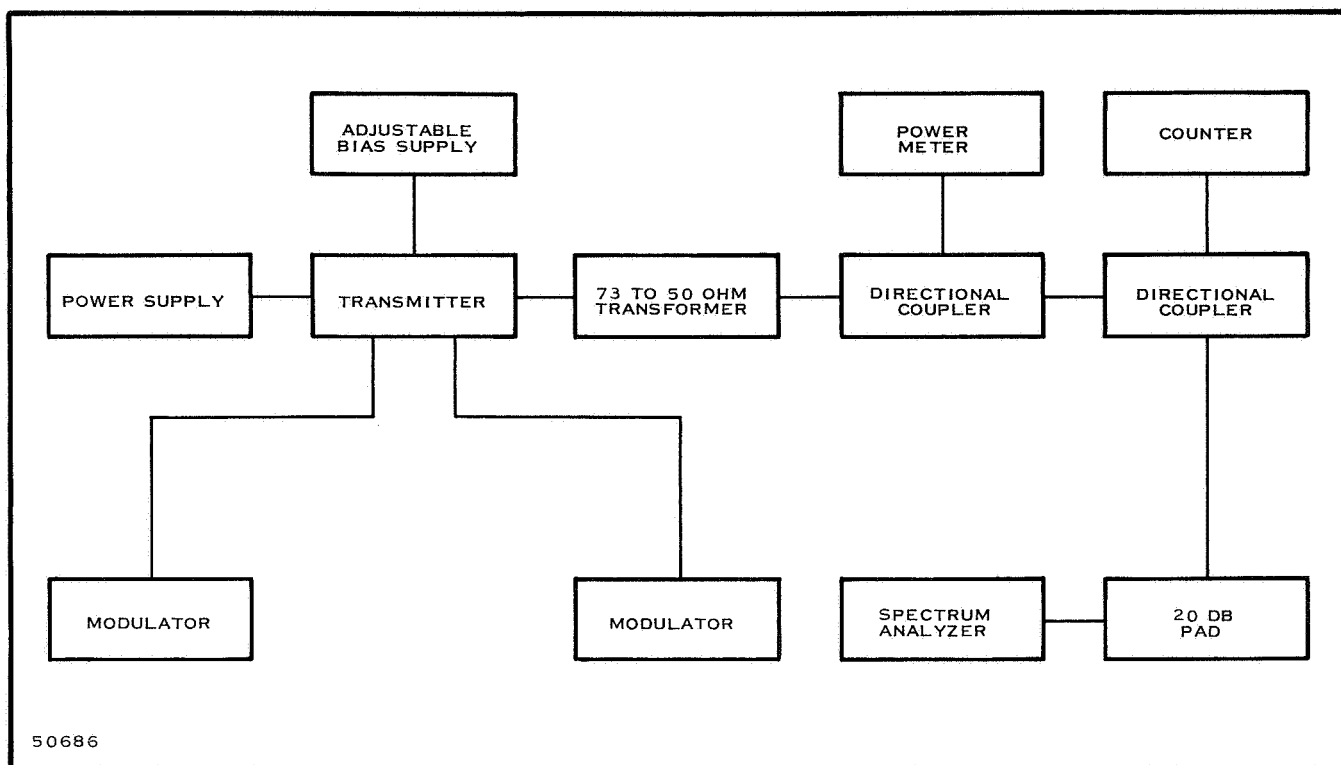 ADJUSTABLE
BIAS SUPPLY
POWER
METER
COUNTER
POWER SUPPLY
TRANSMITTER
73 TO 50 OHM
TRANSFORMER
DIRECTIONAL
COUPLER
DIRECTIONAL
COUPLER
MODULATOR
MODULATOR
SPECTRUM
ANALYZER
20 DB
PAD
50686